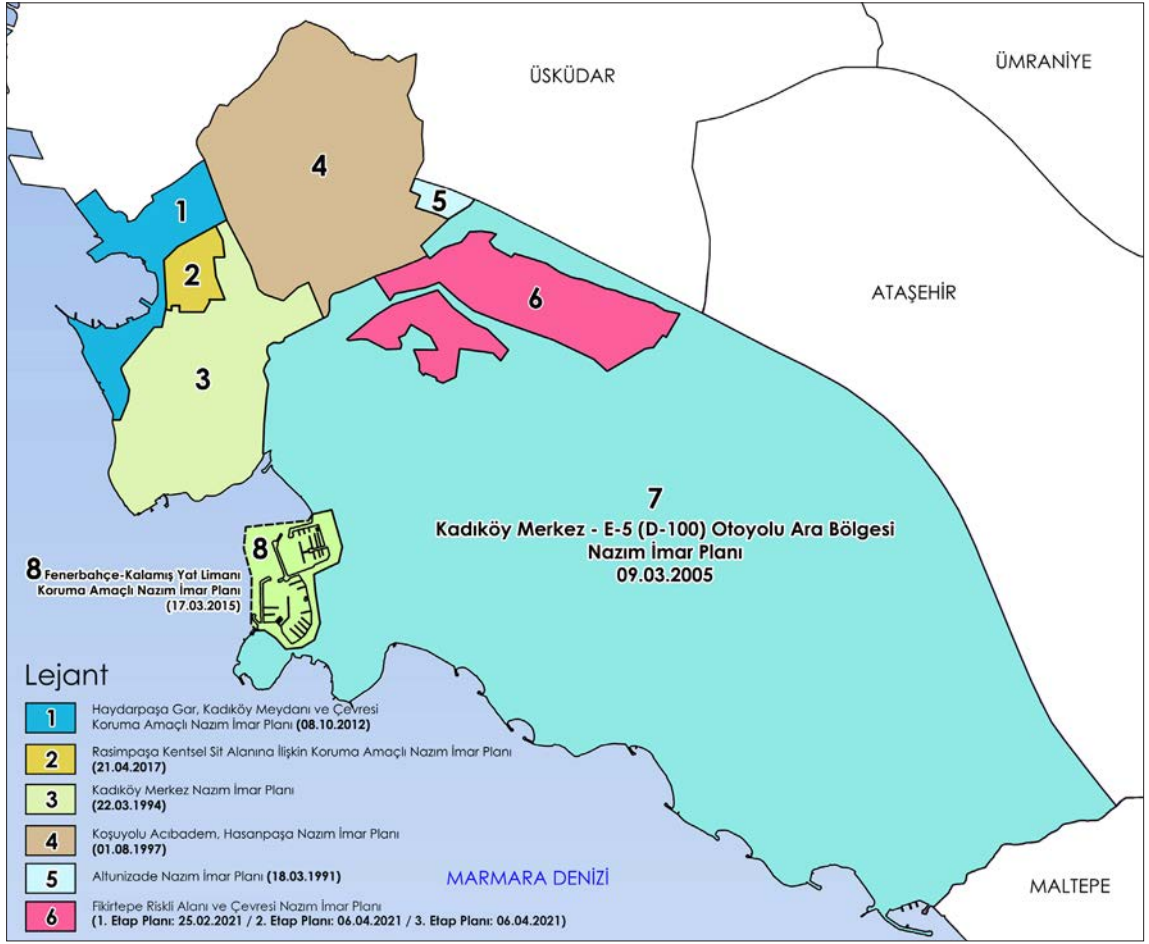 ÜSKÜDAR
ÜMRANİYE
4
1
5
2
ATAŞEHİR
6
3
7
Kadıköy Merkez - E-5 (D-100) Otoyolu Ara Bölgesi
Nazım İmar Planı
09.03.2005
8
8 Fenerbahçe-Kalamış Yat Limanı
Koruma Amaçlı Nazım İmar Planı
(17.03.2015)
Lejant
1 Haydarpaşa Gar, Kadıköy Meydanı ve Çevresi
Koruma Amaçlı Nazım İmar Planı (08.10.2012)
2 Rasimpaşa Kentsel Sit Alanına İlişkin Koruma Amaçlı Nazım İmar Planı
(21.04.2017)
3 Kadıköy Merkez Nazım İmar Planı
(22.03.1994)
4 Koşuyolu Acıbadem, Hasanpaşa Nazım İmar Planı
(01.08.1997)
5 Altunizade Nazım İmar Planı (18.03.1991)
6 Fikirtepe Riskli Alanı ve Çevresi Nazım İmar Planı
(1. Etap Planı: 25.02.2021 / 2. Etap Planı: 06.04.2021 / 3. Etap Planı: 06.04.2021)
MARMARA DENİZİ
MALTEPE